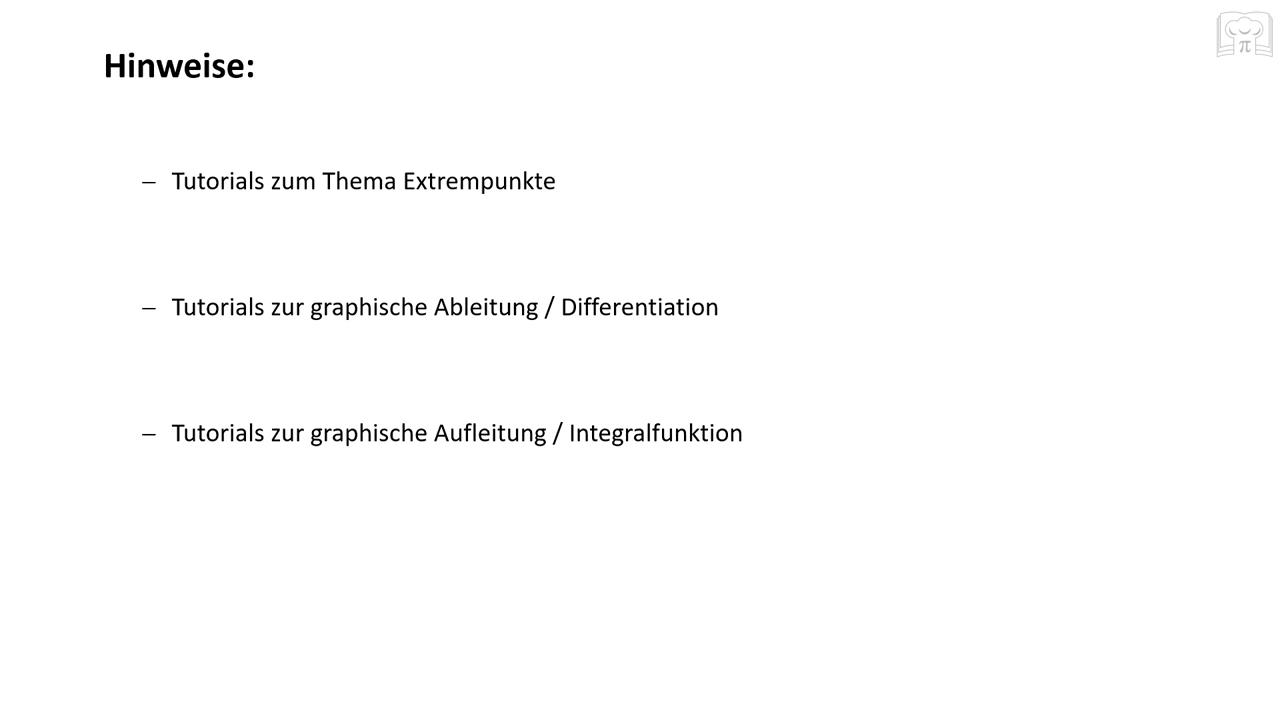 Hinweise:
– Tutorials zum Thema Extrempunkte
– Tutorials zur graphische Ableitung / Differentiation
– Tutorials zur graphische Aufleitung / Integralfunktion
π